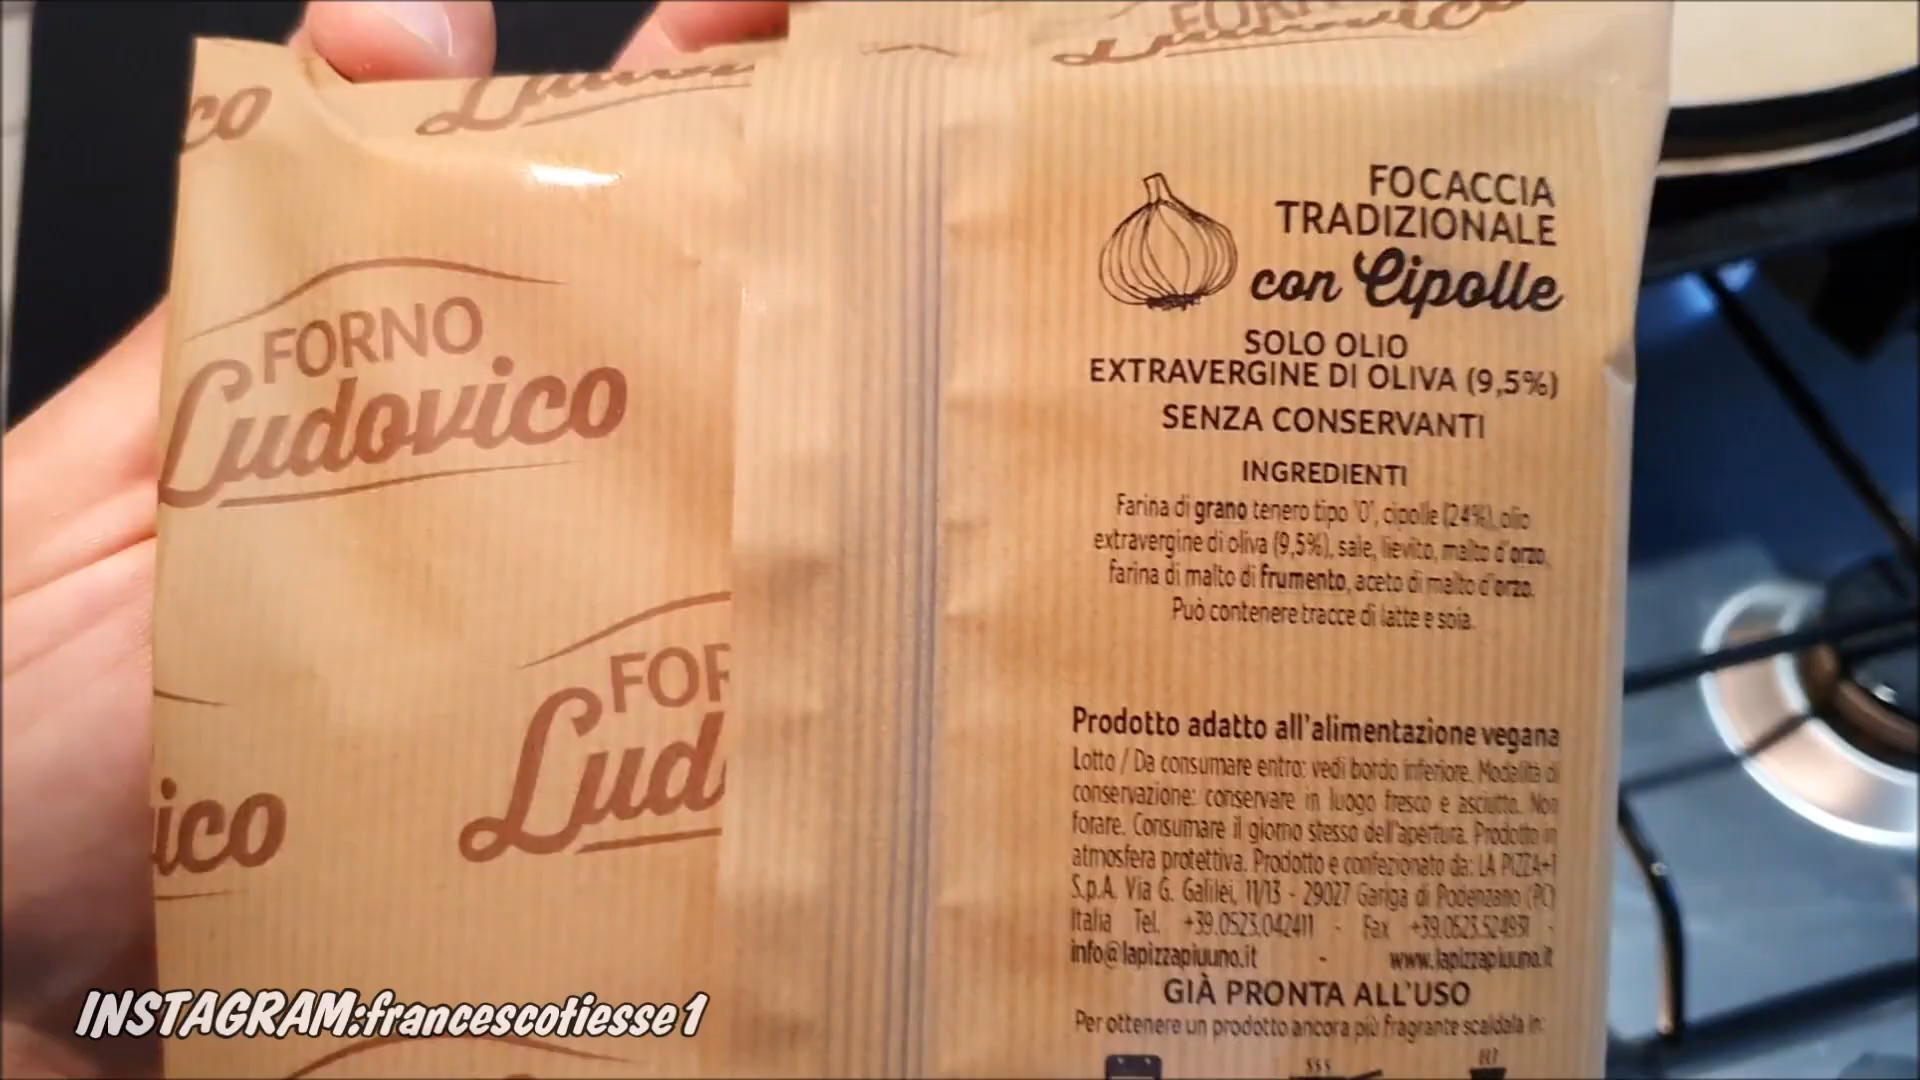 co
Ludovico
FORNO
Ludovico
FORNO
Ludovico
FOR
Lud
ico
FOCACCIA
TRADIZIONALE
con Cipolle
SOLO OLIO
EXTRAVERGINE DI OLIVA (9,5%)
SENZA CONSERVANTI
INGREDIENTI
Farina di grano tenero tipo '0', cipolle (24%), olio
extravergine di oliva (9,5%), sale, lievito, malto d'orzo,
farina di malto di frumento, aceto di malto d'orzo.
Può contenere tracce di latte e soia.
Prodotto adatto all'alimentazione vegana
Lotto / Da consumare entro: vedi bordo inferiore. Modalità di
conservazione: conservare in luogo fresco e asciutto. Non
forare. Consumare il giorno stesso dell'apertura. Prodotto in
atmosfera protettiva. Prodotto e confezionato da: LA PIZZA+1
S.p.A. Via G. Galilei, 11/13 - 29027 Gariga di Podenzano (PC)
Italia Tel. +39.0523.042411 - Fax +39.0523.524931 -
info@lapizzapiuuno.it - www.lapizzapiuuno.it
GIÀ PRONTA ALL'USO
Per ottenere un prodotto ancora più fragrante scaldala in:
INSTAGRAM:francescotiesse1